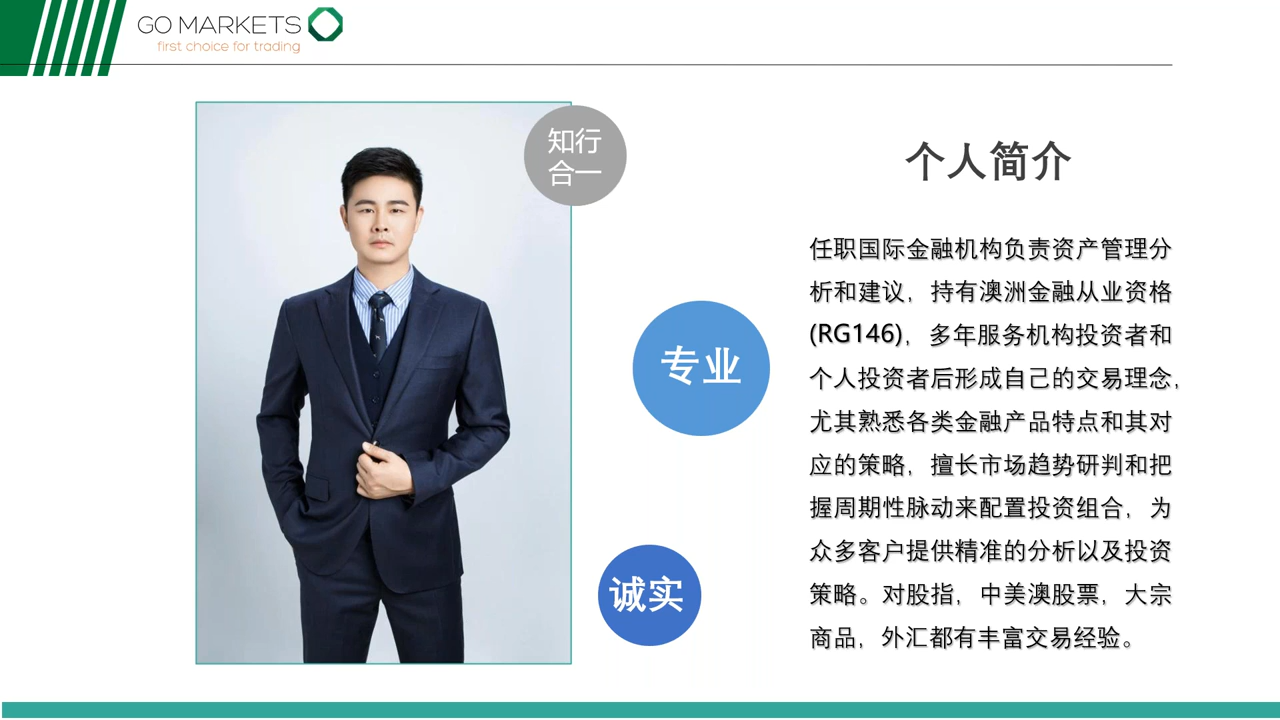 GO MARKETS
first choice for trading
知行
合一
专业
诚实
个人简介
任职国际金融机构负责资产管理分
析和建议，持有澳洲金融从业资格
(RG146)，多年服务机构投资者和
个人投资者后形成自己的交易理念，
尤其熟悉各类金融产品特点和其对
应的策略，擅长市场趋势研判和把
握周期性脉动来配置投资组合，为
众多客户提供精准的分析以及投资
策略。对股指，中美澳股票，大宗
商品，外汇都有丰富交易经验。